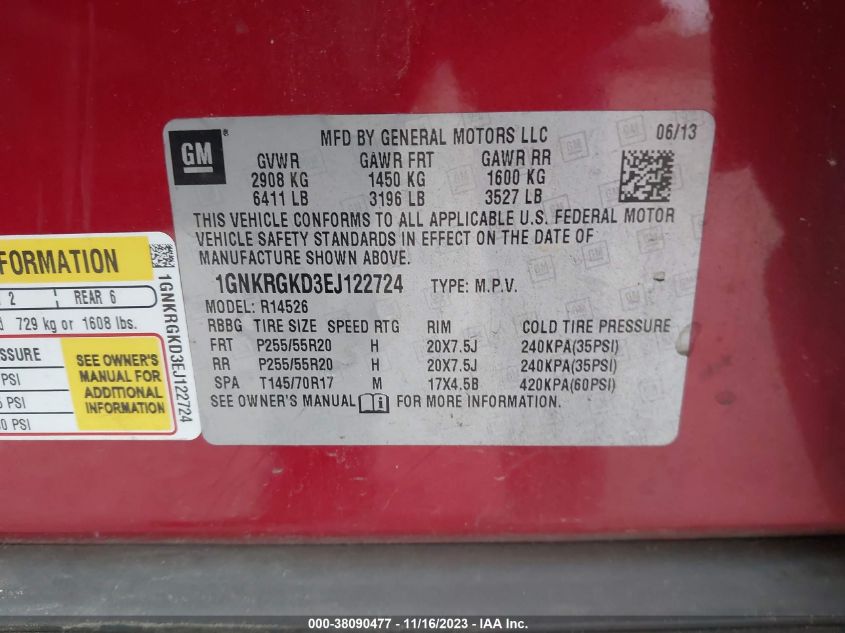 GM ®
MFD BY GENERAL MOTORS LLC 06/13
GVWR GAWR FRT GAWR RR
2908 KG 1450 KG 1600 KG
6411 LB 3196 LB 3527 LB
THIS VEHICLE CONFORMS TO ALL APPLICABLE U.S. FEDERAL MOTOR
VEHICLE SAFETY STANDARDS IN EFFECT ON THE DATE OF
MANUFACTURE SHOWN ABOVE.
1GNKRGKD3EJ122724 TYPE: M.P.V.
MODEL: R14526
RBBG TIRE SIZE SPEED RTG RIM COLD TIRE PRESSURE
FRT P255/55R20 H 20X7.5J 240KPA(35PSI)
RR P255/55R20 H 20X7.5J 240KPA(35PSI)
SPA T145/70R17 M 17X4.5B 420KPA(60PSI)
SEE OWNER'S MANUAL FOR MORE INFORMATION.
FORMATION
2 REAR 6
729 kg or 1608 lbs.
SSURE
PSI
PSI
0 PSI
SEE OWNER'S
MANUAL FOR
ADDITIONAL
INFORMATION
1GNKRGKD3EJ122724
000-38090477 - 11/16/2023 - IAA Inc.